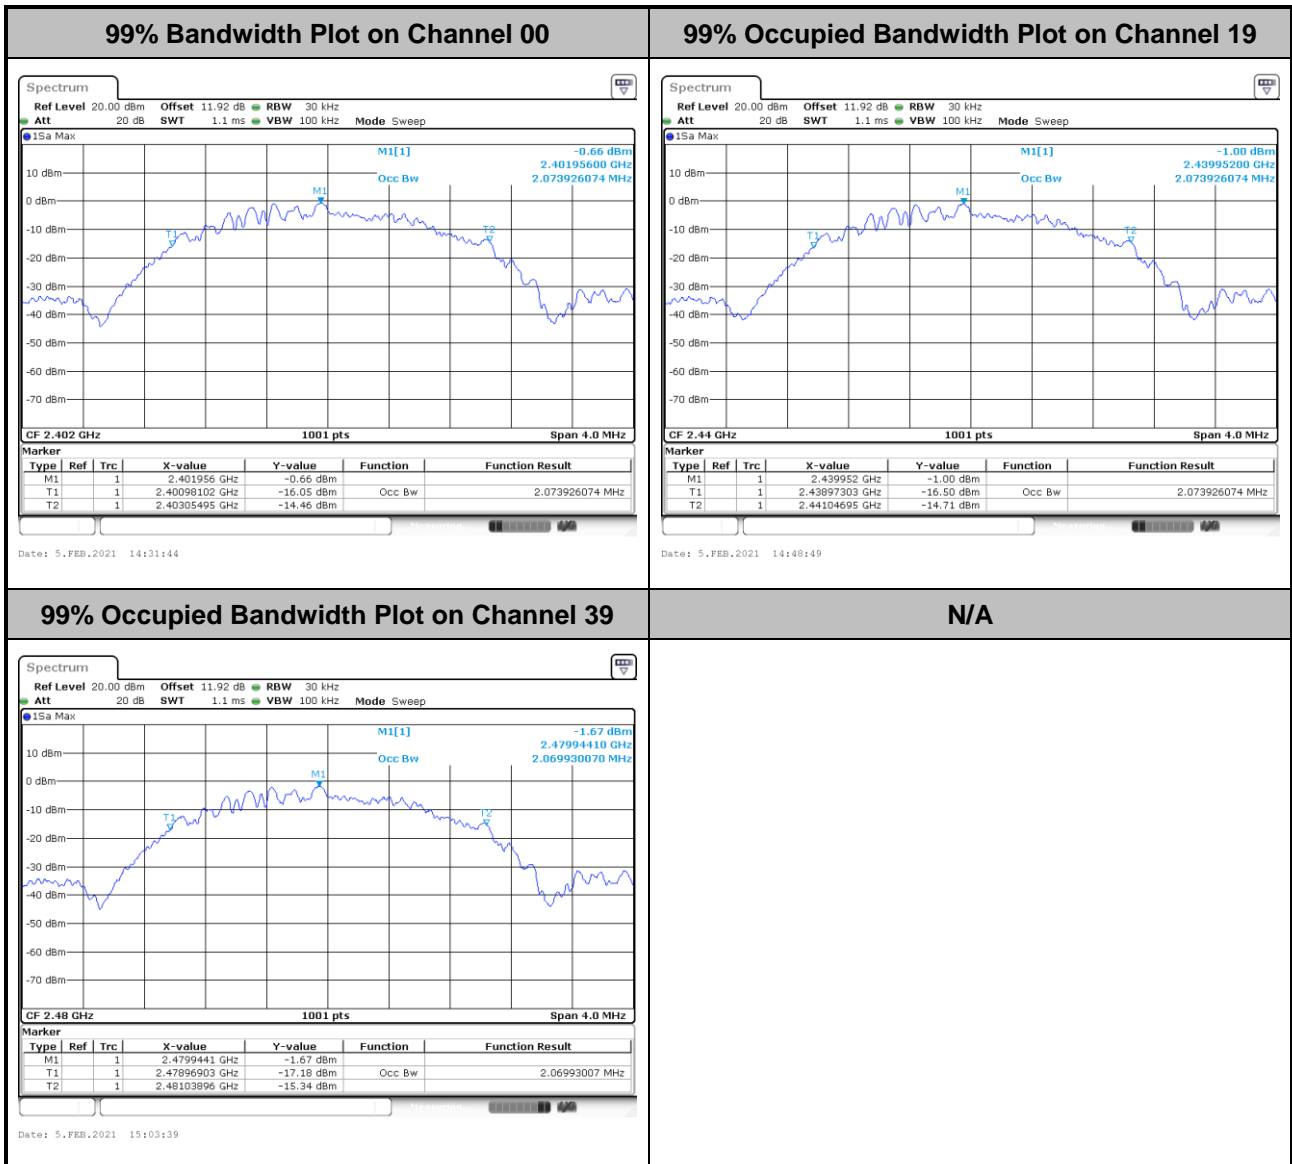 99% Bandwidth Plot on Channel 00
99% Occupied Bandwidth Plot on Channel 19
Spectrum
Ref Level 20.00 dBm Offset 11.92 dB RBW 30 kHz
Att 20 dB SWT 1.1 ms VBW 100 kHz Mode Sweep
1Sa Max
M1[1] -0.66 dBm
2.40195600 GHz
Occ Bw 2.073926074 MHz
10 dBm
M1
0 dBm
T1
T2
-10 dBm
-20 dBm
-30 dBm
-40 dBm
-50 dBm
-60 dBm
-70 dBm
CF 2.402 GHz 1001 pts Span 4.0 MHz
Marker
Type Ref Trc X-value Y-value Function Function Result
M1 1 2.401956 GHz -0.66 dBm
T1 1 2.40098102 GHz -16.05 dBm Occ Bw 2.073926074 MHz
T2 1 2.40305495 GHz -14.46 dBm
Measuring...
Date: 5.FEB.2021 14:31:44
Spectrum
Ref Level 20.00 dBm Offset 11.92 dB RBW 30 kHz
Att 20 dB SWT 1.1 ms VBW 100 kHz Mode Sweep
1Sa Max
M1[1] -1.00 dBm
2.43995200 GHz
Occ Bw 2.073926074 MHz
10 dBm
M1
0 dBm
T1
T2
-10 dBm
-20 dBm
-30 dBm
-40 dBm
-50 dBm
-60 dBm
-70 dBm
CF 2.44 GHz 1001 pts Span 4.0 MHz
Marker
Type Ref Trc X-value Y-value Function Function Result
M1 1 2.439952 GHz -1.00 dBm
T1 1 2.43897303 GHz -16.50 dBm Occ Bw 2.073926074 MHz
T2 1 2.44104695 GHz -14.71 dBm
Measuring...
Date: 5.FEB.2021 14:48:49
99% Occupied Bandwidth Plot on Channel 39
N/A
Spectrum
Ref Level 20.00 dBm Offset 11.92 dB RBW 30 kHz
Att 20 dB SWT 1.1 ms VBW 100 kHz Mode Sweep
1Sa Max
M1[1] -1.67 dBm
2.47994410 GHz
Occ Bw 2.069930070 MHz
10 dBm
M1
0 dBm
T1
T2
-10 dBm
-20 dBm
-30 dBm
-40 dBm
-50 dBm
-60 dBm
-70 dBm
CF 2.48 GHz 1001 pts Span 4.0 MHz
Marker
Type Ref Trc X-value Y-value Function Function Result
M1 1 2.4799441 GHz -1.67 dBm
T1 1 2.47896903 GHz -17.18 dBm Occ Bw 2.06993007 MHz
T2 1 2.48103896 GHz -15.34 dBm
Measuring...
Date: 5.FEB.2021 15:03:39